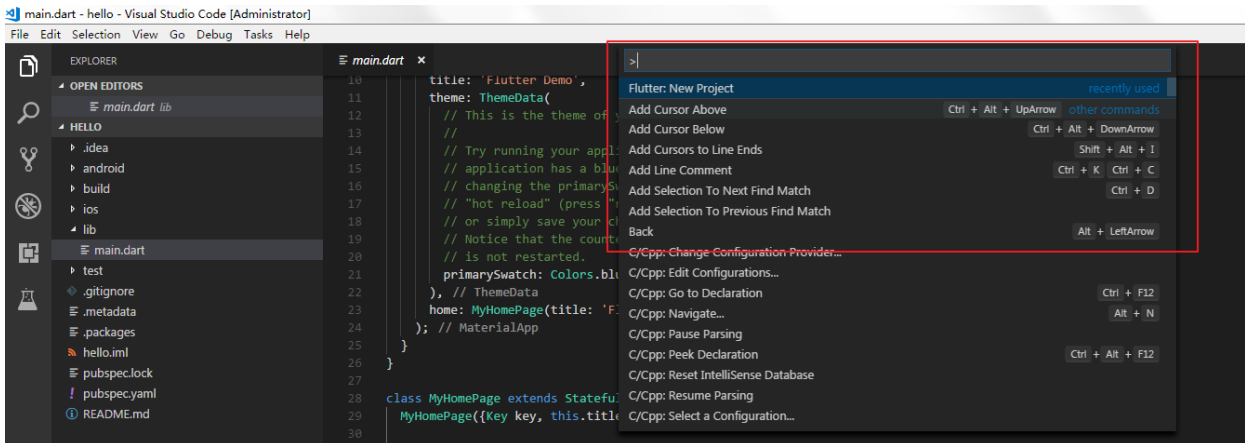 main.dart - hello - Visual Studio Code [Administrator]
File Edit Selection View Go Debug Tasks Help
EXPLORER
OPEN EDITORS
main.dart lib
HELLO
.idea
android
build
ios
lib
main.dart
test
.gitignore
.metadata
.packages
hello.iml
pubspec.lock
pubspec.yaml
README.md
main.dart ×
10 title: 'Flutter Demo',
11 theme: ThemeData(
12 // This is the theme of
13 //
14 // Try running your
15 // application has a
16 // changing the
17 // "hot reload" (press
18 // or simply save your
19 // Notice that the
20 // is not restarted.
21 primarySwatch:
22 ), // ThemeData
23 home: MyHomePage(title:
24 ); // MaterialApp
25 }
26 }
27
28 class MyHomePage extends
29 MyHomePage({Key key,
30
>
Flutter: New Project recently used
Add Cursor Above Ctrl + Alt + UpArrow other commands
Add Cursor Below Ctrl + Alt + DownArrow
Add Cursors to Line Ends Shift + Alt + I
Add Line Comment Ctrl + K Ctrl + C
Add Selection To Next Find Match Ctrl + D
Add Selection To Previous Find Match
Back Alt + LeftArrow
C/Cpp: Change Configuration Provider...
C/Cpp: Edit Configurations...
C/Cpp: Go to Declaration Ctrl + F12
C/Cpp: Navigate... Alt + N
C/Cpp: Pause Parsing
C/Cpp: Peek Declaration Ctrl + Alt + F12
C/Cpp: Reset IntelliSense Database
C/Cpp: Resume Parsing
C/Cpp: Select a Configuration...